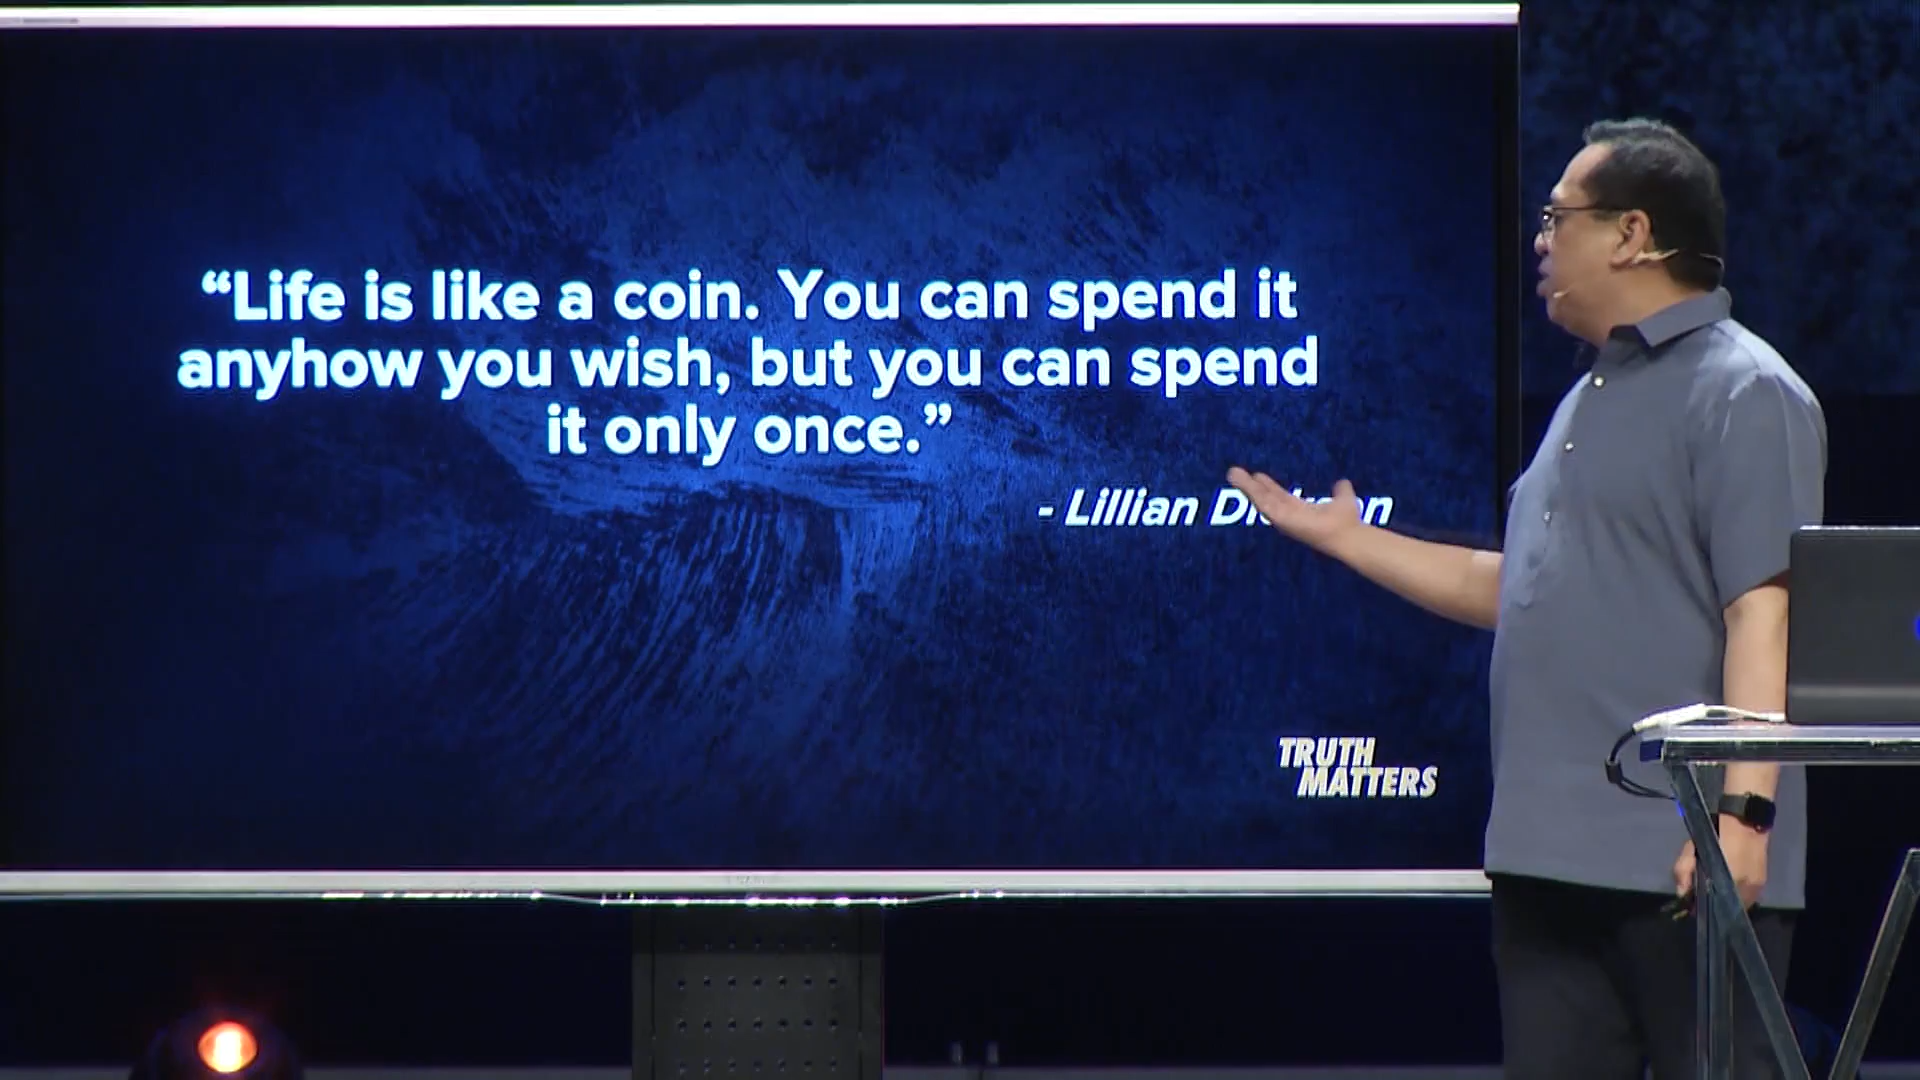 “Life is like a coin. You can spend it
anyhow you wish, but you can spend
it only once.”
- Lillian
TRUTH
MATTERS